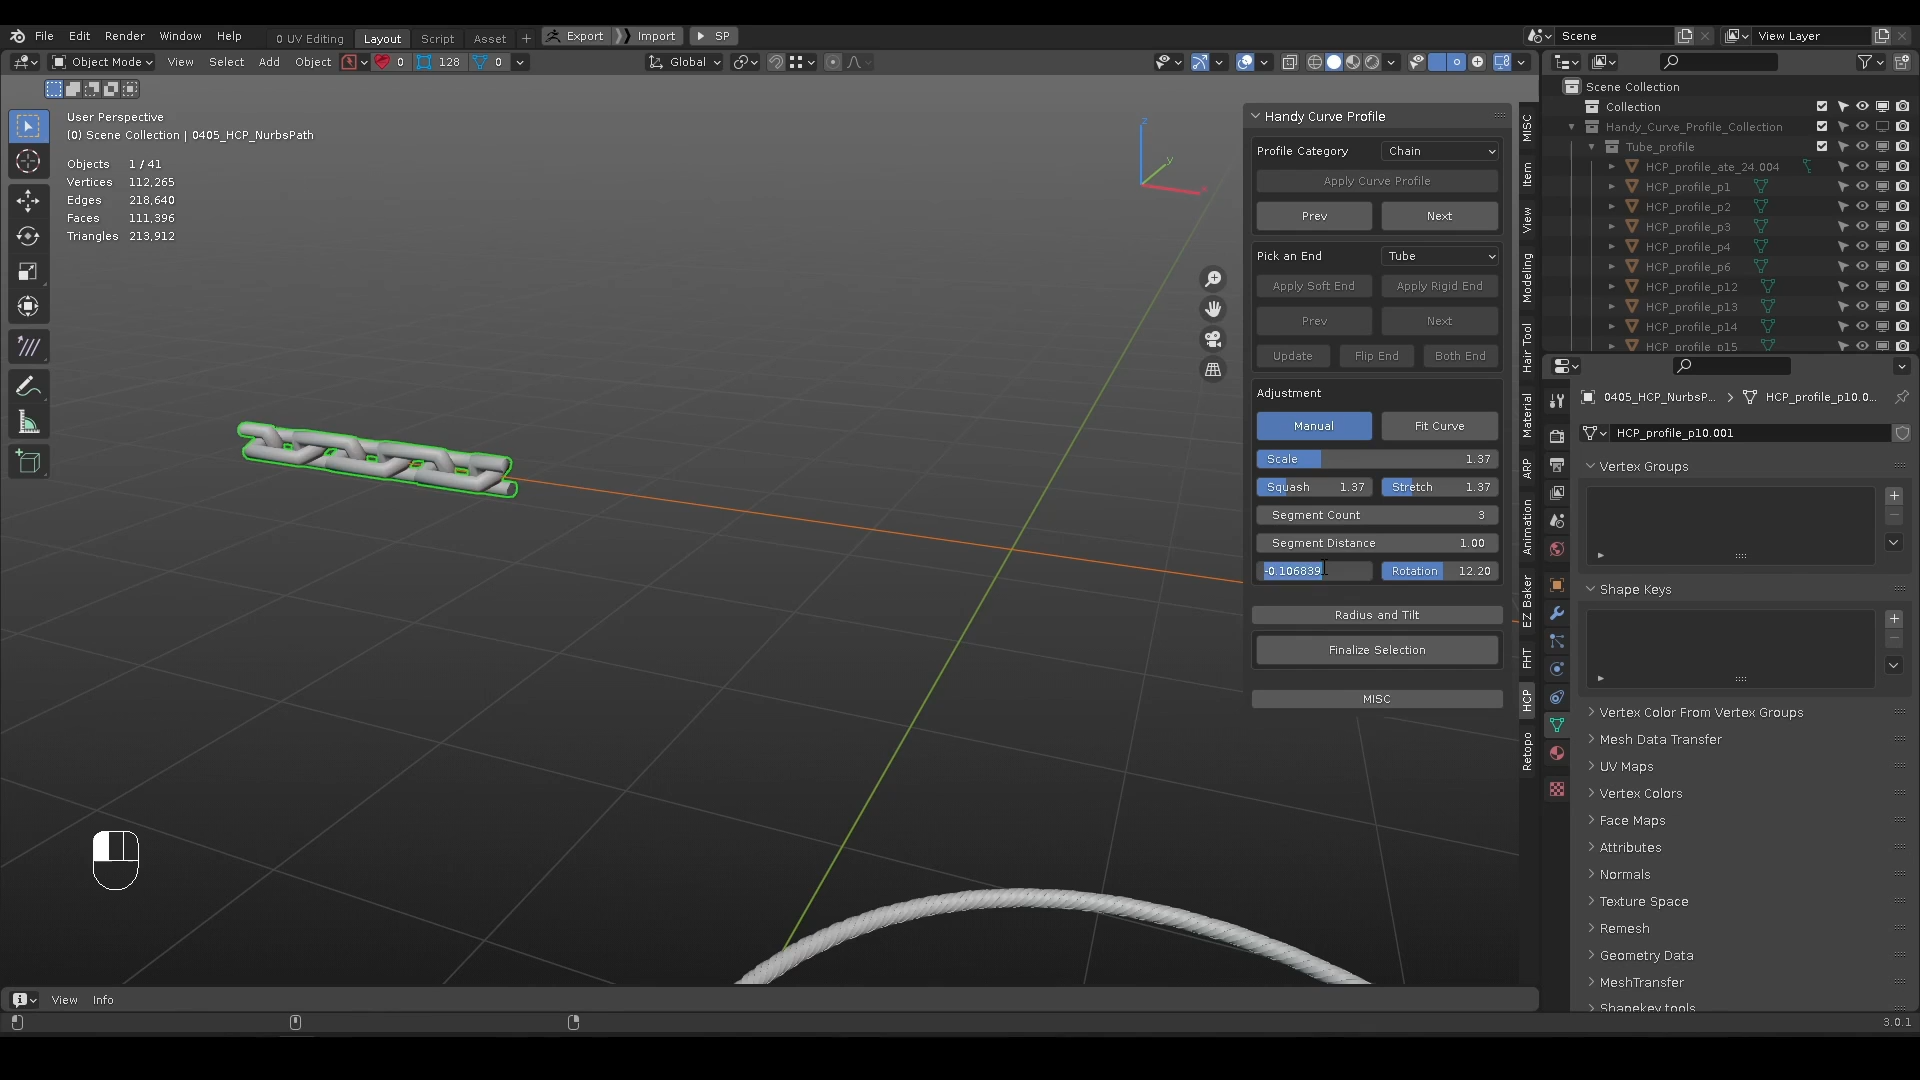 File Edit Render Window Help 0 UV Editing Layout Script Asset + Export Import SP Scene View Layer
Object Mode View Select Add Object 0 128 0 Global
User Perspective
(0) Scene Collection | 0405_HCP_NurbsPath
Objects 1 / 41
Vertices 112,265
Edges 218,640
Faces 111,396
Triangles 213,912
Z
Y
X
Handy Curve Profile
Profile Category Chain
Apply Curve Profile
Prev Next
Pick an End Tube
Apply Soft End Apply Rigid End
Prev Next
Update Flip End Both End
Adjustment
Manual Fit Curve
Scale 1.37
Squash 1.37 Stretch 1.37
Segment Count 3
Segment Distance 1.00
-0.106839 Rotation 12.20
Radius and Tilt
Finalize Selection
MISC
MISC
Item
View
Modeling
Hair Tool
Material
ARP
Animation
EZ Baker
FHT
HCP
Retopo
Scene Collection
Collection
Handy_Curve_Profile_Collection
Tube_profile
HCP_profile_ate_24.004
HCP_profile_p1
HCP_profile_p2
HCP_profile_p3
HCP_profile_p4
HCP_profile_p6
HCP_profile_p12
HCP_profile_p13
HCP_profile_p14
HCP_profile_p15
0405_HCP_NurbsP... HCP_profile_p10.0...
HCP_profile_p10.001
Vertex Groups
Shape Keys
Vertex Color From Vertex Groups
Mesh Data Transfer
UV Maps
Vertex Colors
Face Maps
Attributes
Normals
Texture Space
Remesh
Geometry Data
MeshTransfer
Shapekey tools
View Info
3.0.1